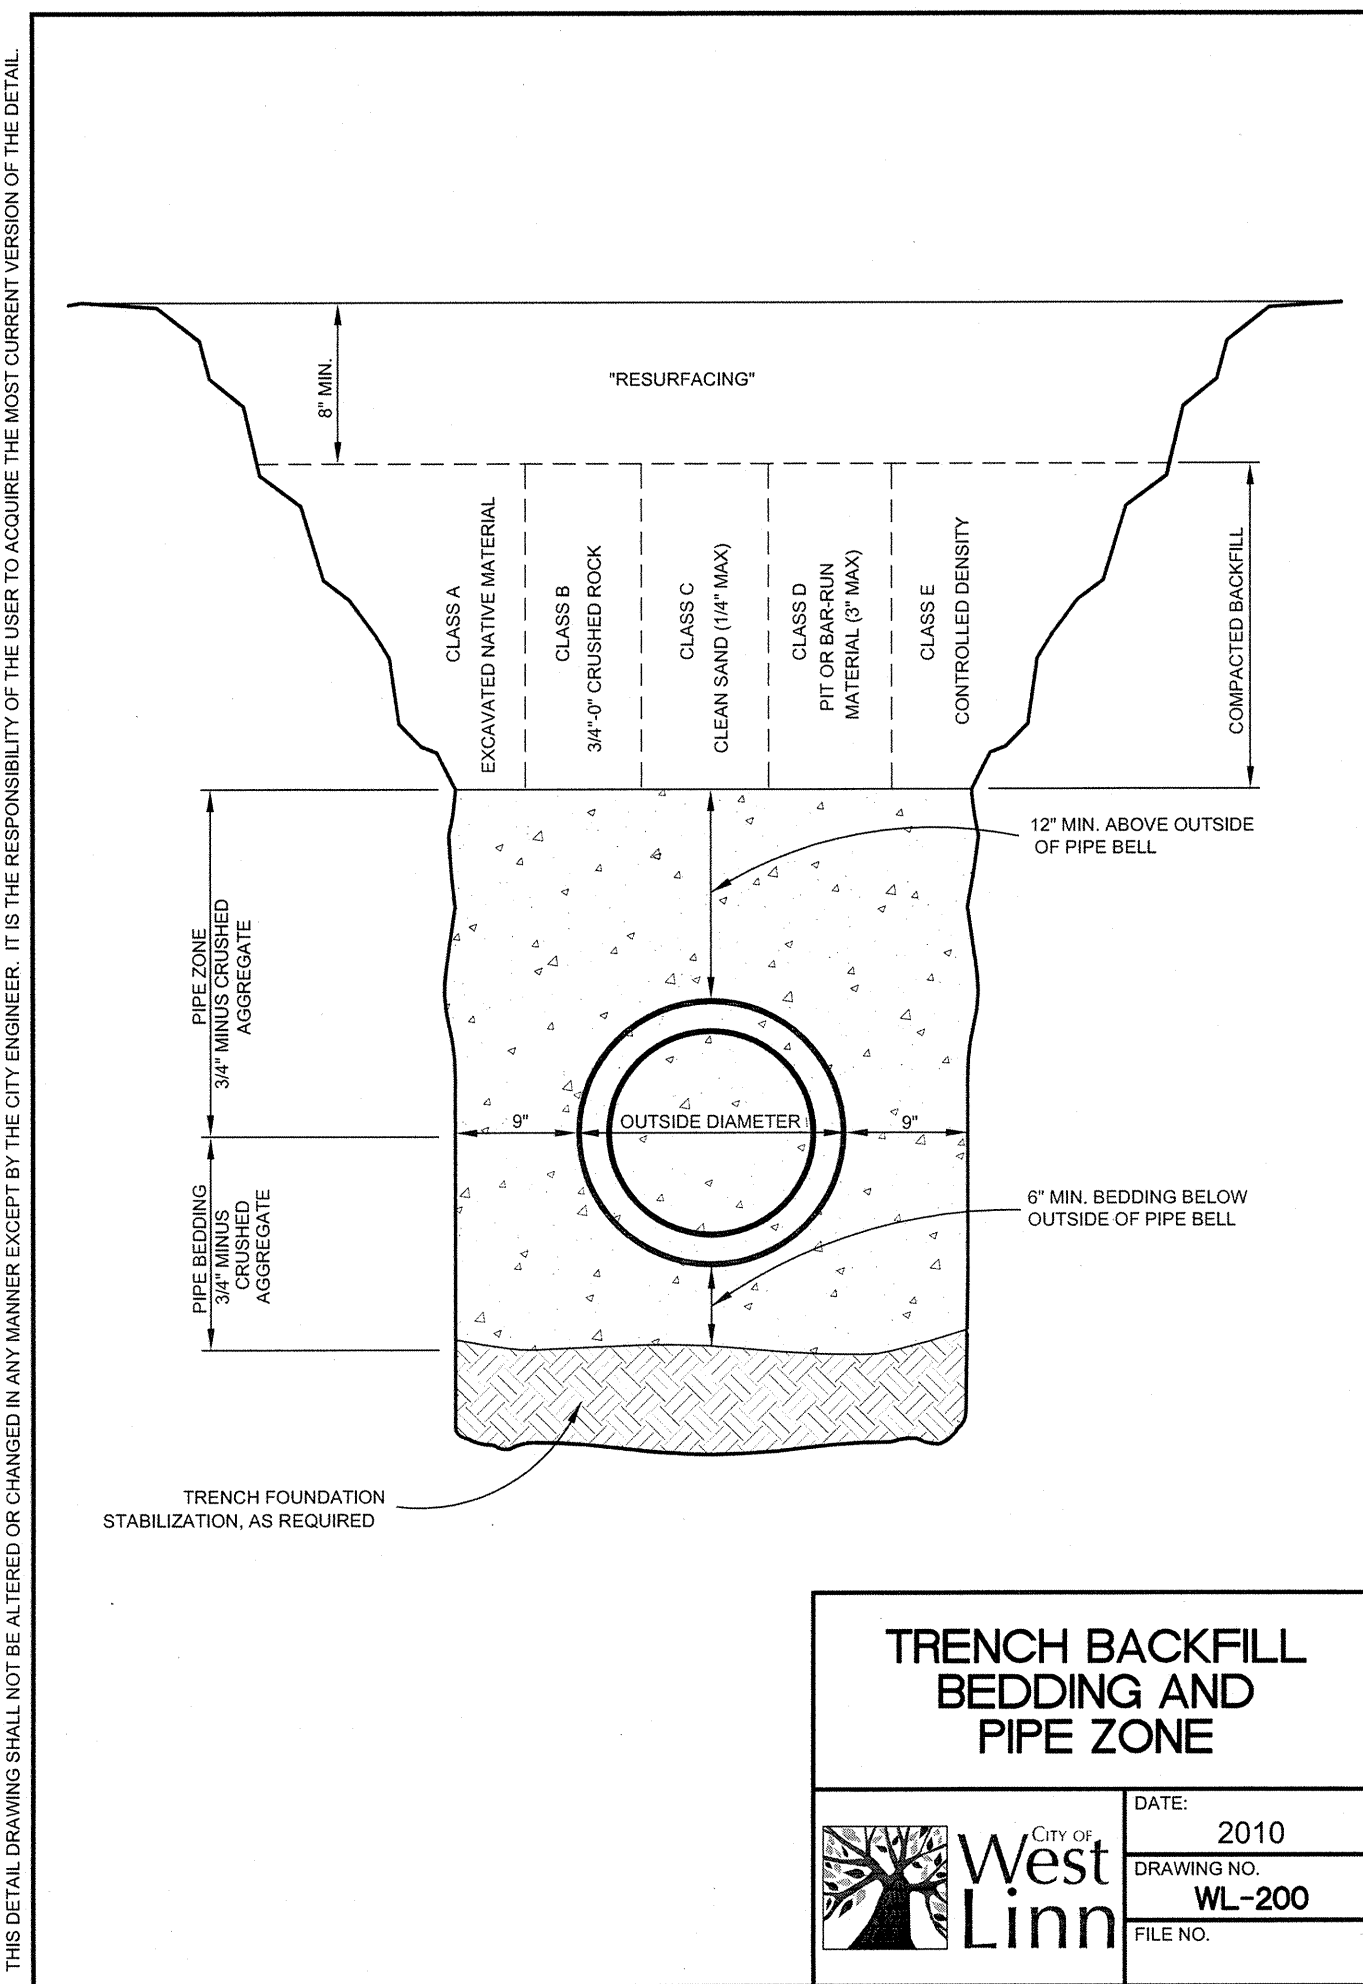 THIS DETAIL DRAWING SHALL NOT BE ALTERED OR CHANGED IN ANY MANNER EXCEPT BY THE CITY ENGINEER. IT IS THE RESPONSIBILITY OF THE USER TO ACQUIRE THE MOST CURRENT VERSION OF THE DETAIL.
8" MIN.
"RESURFACING"
CLASS A
EXCAVATED NATIVE MATERIAL
CLASS B
3/4"-0" CRUSHED ROCK
CLASS C
CLEAN SAND (1/4" MAX)
CLASS D
PIT OR BAR-RUN
MATERIAL (3" MAX)
CLASS E
CONTROLLED DENSITY
COMPACTED BACKFILL
12" MIN. ABOVE OUTSIDE
OF PIPE BELL
PIPE ZONE
3/4" MINUS CRUSHED
AGGREGATE
9"
OUTSIDE DIAMETER
9"
PIPE BEDDING
3/4" MINUS
CRUSHED
AGGREGATE
6" MIN. BEDDING BELOW
OUTSIDE OF PIPE BELL
TRENCH FOUNDATION
STABILIZATION, AS REQUIRED
TRENCH BACKFILL
BEDDING AND
PIPE ZONE
CITY OF
West
Linn
DATE:
2010
DRAWING NO.
WL-200
FILE NO.